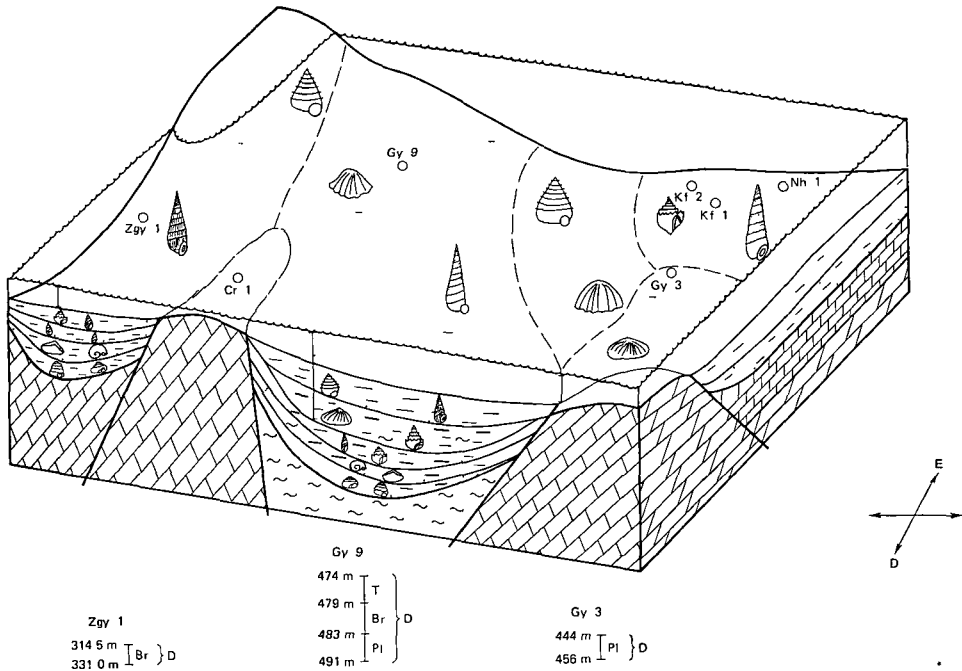 Gy 9
Kf 2
Nh 1
Kf 1
Zgy 1
Cr 1
Gy 3
E
D
Gy 9
474 m
T
479 m
Br
D
483 m
Pl
491 m
Zgy 1
314 5 m
Br
D
331 0 m
Gy 3
444 m
Pl
D
456 m